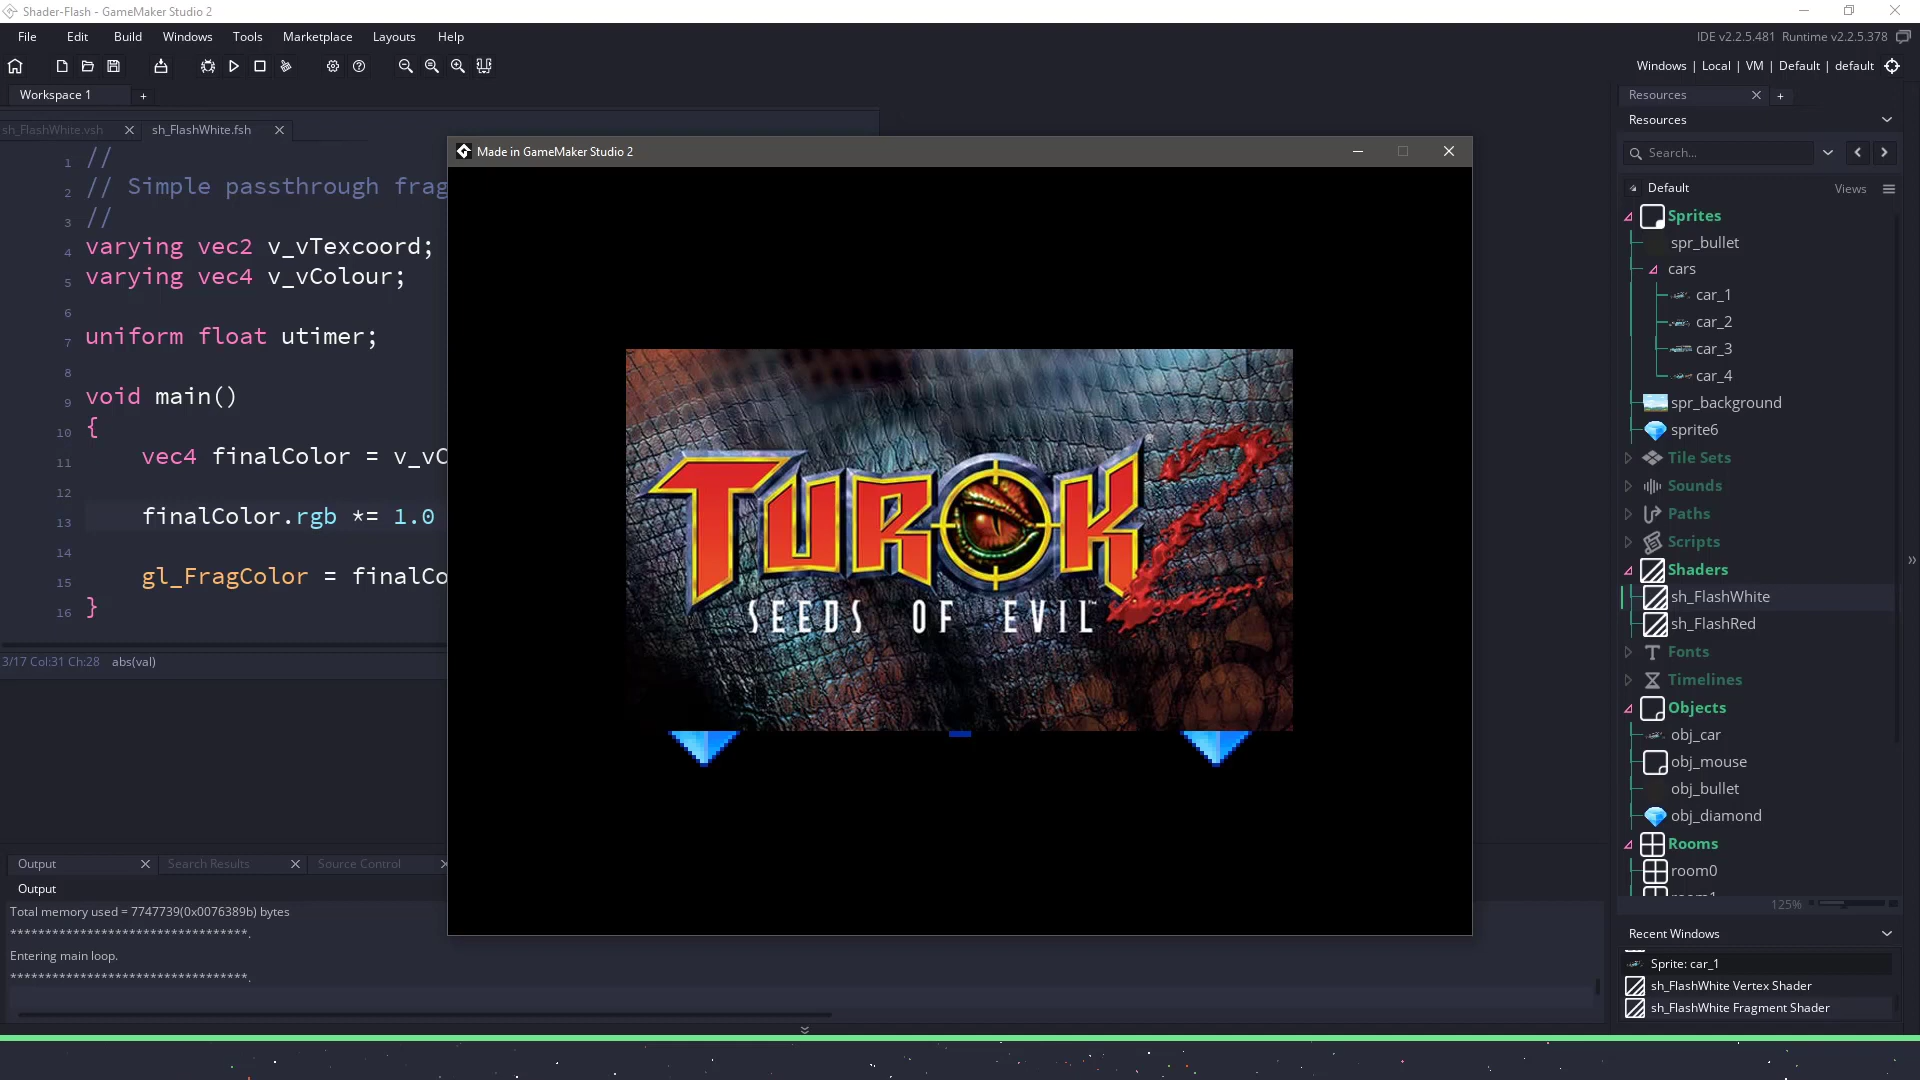 Shader-Flash - GameMaker Studio 2
File Edit Build Windows Tools Marketplace Layouts Help
IDE v2.2.5.481 Runtime v2.2.5.378
Windows | Local | VM | Default | default
Workspace 1
sh_FlashWhite.vsh
sh_FlashWhite.fsh
1 //
2 // Simple passthrough frag
3 //
4 varying vec2 v_vTexcoord;
5 varying vec4 v_vColour;
6
7 uniform float utimer;
8
9 void main()
10 {
11 vec4 finalColor = v_vC
12
13 finalColor.rgb *= 1.0
14
15 gl_FragColor = finalCo
16 }
3/17 Col:31 Ch:28 abs(val)
Made in GameMaker Studio 2
TUROK 2
®
SEEDS OF EVIL™
Output
Search Results
Source Control
Output
Total memory used = 7747739(0x0076389b) bytes
**********************************.
Entering main loop.
**********************************.
Resources
Resources
Search...
Default
Views
Sprites
spr_bullet
cars
car_1
car_2
car_3
car_4
spr_background
sprite6
Tile Sets
Sounds
Paths
Scripts
Shaders
sh_FlashWhite
sh_FlashRed
Fonts
Timelines
Objects
obj_car
obj_mouse
obj_bullet
obj_diamond
Rooms
room0
125%
Recent Windows
Sprite: car_1
sh_FlashWhite Vertex Shader
sh_FlashWhite Fragment Shader